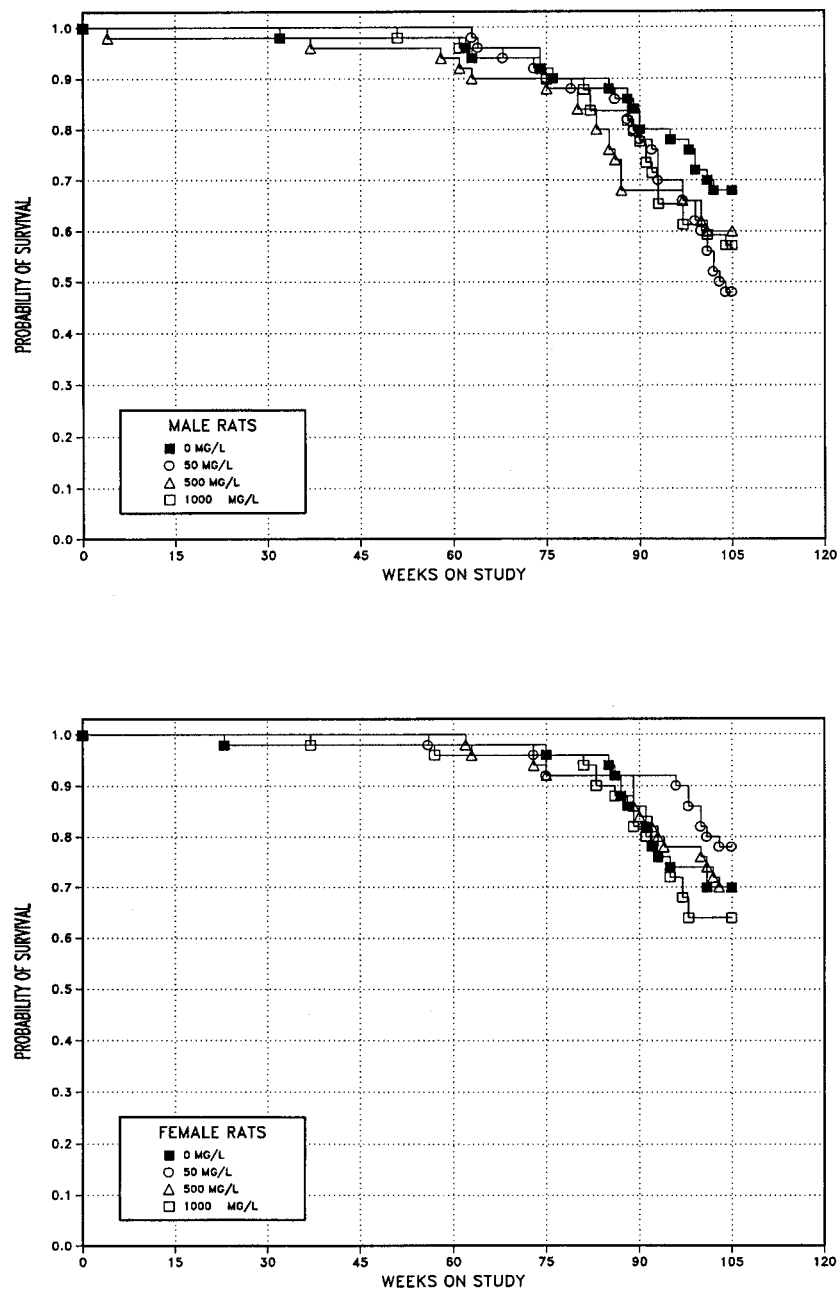 1.0
0.9
0.8
0.7
0.6
0.5
0.4
0.3
0.2
0.1
0.0
PROBABILITY OF SURVIVAL
MALE RATS
0 MG/L
50 MG/L
500 MG/L
1000 MG/L
0 15 30 45 60 75 90 105 120
WEEKS ON STUDY
1.0
0.9
0.8
0.7
0.6
0.5
0.4
0.3
0.2
0.1
0.0
PROBABILITY OF SURVIVAL
FEMALE RATS
0 MG/L
50 MG/L
500 MG/L
1000 MG/L
0 15 30 45 60 75 90 105 120
WEEKS ON STUDY